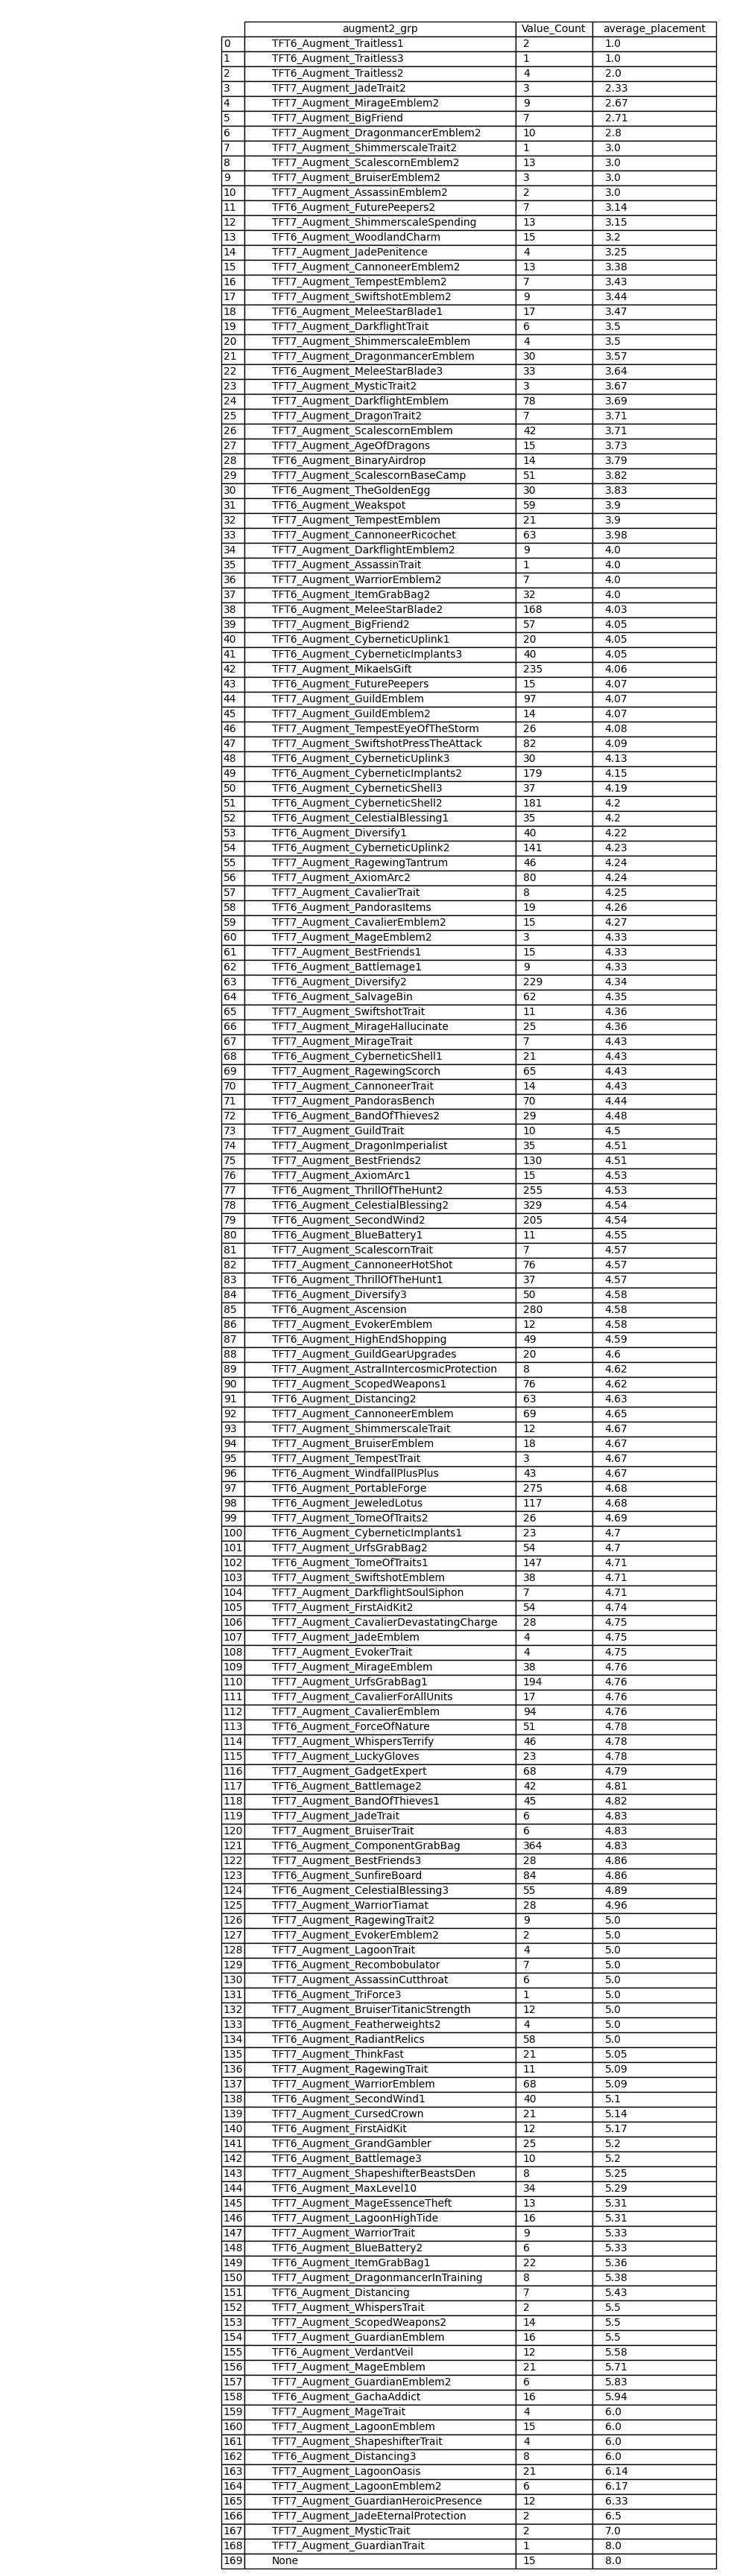 augment2_grp Value_Count average_placement
0 TFT6_Augment_Traitless1 2 1.0
1 TFT6_Augment_Traitless3 1 1.0
2 TFT6_Augment_Traitless2 4 2.0
3 TFT7_Augment_JadeTrait2 3 2.33
4 TFT7_Augment_MirageEmblem2 9 2.67
5 TFT7_Augment_BigFriend 7 2.71
6 TFT7_Augment_DragonmancerEmblem2 10 2.8
7 TFT7_Augment_ShimmerscaleTrait2 1 3.0
8 TFT7_Augment_ScalescornEmblem2 13 3.0
9 TFT7_Augment_BruiserEmblem2 3 3.0
10 TFT7_Augment_AssassinEmblem2 2 3.0
11 TFT6_Augment_FuturePeepers2 7 3.14
12 TFT7_Augment_ShimmerscaleSpending 13 3.15
13 TFT6_Augment_WoodlandCharm 15 3.2
14 TFT7_Augment_JadePenitence 4 3.25
15 TFT7_Augment_CannoneerEmblem2 13 3.38
16 TFT7_Augment_TempestEmblem2 7 3.43
17 TFT7_Augment_SwiftshotEmblem2 9 3.44
18 TFT6_Augment_MeleeStarBlade1 17 3.47
19 TFT7_Augment_DarkflightTrait 6 3.5
20 TFT7_Augment_ShimmerscaleEmblem 4 3.5
21 TFT7_Augment_DragonmancerEmblem 30 3.57
22 TFT6_Augment_MeleeStarBlade3 33 3.64
23 TFT7_Augment_MysticTrait2 3 3.67
24 TFT7_Augment_DarkflightEmblem 78 3.69
25 TFT7_Augment_DragonTrait2 7 3.71
26 TFT7_Augment_ScalescornEmblem 42 3.71
27 TFT7_Augment_AgeOfDragons 15 3.73
28 TFT6_Augment_BinaryAirdrop 14 3.79
29 TFT7_Augment_ScalescornBaseCamp 51 3.82
30 TFT6_Augment_TheGoldenEgg 30 3.83
31 TFT6_Augment_Weakspot 59 3.9
32 TFT7_Augment_TempestEmblem 21 3.9
33 TFT7_Augment_CannoneerRicochet 63 3.98
34 TFT7_Augment_DarkflightEmblem2 9 4.0
35 TFT7_Augment_AssassinTrait 1 4.0
36 TFT7_Augment_WarriorEmblem2 7 4.0
37 TFT6_Augment_ItemGrabBag2 32 4.0
38 TFT6_Augment_MeleeStarBlade2 168 4.03
39 TFT7_Augment_BigFriend2 57 4.05
40 TFT6_Augment_CyberneticUplink1 20 4.05
41 TFT6_Augment_CyberneticImplants3 40 4.05
42 TFT7_Augment_MikaelsGift 235 4.06
43 TFT6_Augment_FuturePeepers 15 4.07
44 TFT7_Augment_GuildEmblem 97 4.07
45 TFT7_Augment_GuildEmblem2 14 4.07
46 TFT7_Augment_TempestEyeOfTheStorm 26 4.08
47 TFT7_Augment_SwiftshotPressTheAttack 82 4.09
48 TFT6_Augment_CyberneticUplink3 30 4.13
49 TFT6_Augment_CyberneticImplants2 179 4.15
50 TFT6_Augment_CyberneticShell3 37 4.19
51 TFT6_Augment_CyberneticShell2 181 4.2
52 TFT6_Augment_CelestialBlessing1 35 4.2
53 TFT6_Augment_Diversify1 40 4.22
54 TFT6_Augment_CyberneticUplink2 141 4.23
55 TFT7_Augment_RagewingTantrum 46 4.24
56 TFT7_Augment_AxiomArc2 80 4.24
57 TFT7_Augment_CavalierTrait 8 4.25
58 TFT6_Augment_PandorasItems 19 4.26
59 TFT7_Augment_CavalierEmblem2 15 4.27
60 TFT7_Augment_MageEmblem2 3 4.33
61 TFT7_Augment_BestFriends1 15 4.33
62 TFT6_Augment_Battlemage1 9 4.33
63 TFT6_Augment_Diversify2 229 4.34
64 TFT6_Augment_SalvageBin 62 4.35
65 TFT7_Augment_SwiftshotTrait 11 4.36
66 TFT7_Augment_MirageHallucinate 25 4.36
67 TFT7_Augment_MirageTrait 7 4.43
68 TFT6_Augment_CyberneticShell1 21 4.43
69 TFT7_Augment_RagewingScorch 65 4.43
70 TFT7_Augment_CannoneerTrait 14 4.43
71 TFT7_Augment_PandorasBench 70 4.44
72 TFT6_Augment_BandOfThieves2 29 4.48
73 TFT7_Augment_GuildTrait 10 4.5
74 TFT7_Augment_DragonImperialist 35 4.51
75 TFT7_Augment_BestFriends2 130 4.51
76 TFT7_Augment_AxiomArc1 15 4.53
77 TFT6_Augment_ThrillOfTheHunt2 255 4.53
78 TFT6_Augment_CelestialBlessing2 329 4.54
79 TFT6_Augment_SecondWind2 205 4.54
80 TFT6_Augment_BlueBattery1 11 4.55
81 TFT7_Augment_ScalescornTrait 7 4.57
82 TFT7_Augment_CannoneerHotShot 76 4.57
83 TFT6_Augment_ThrillOfTheHunt1 37 4.57
84 TFT6_Augment_Diversify3 50 4.58
85 TFT6_Augment_Ascension 280 4.58
86 TFT7_Augment_EvokerEmblem 12 4.58
87 TFT6_Augment_HighEndShopping 49 4.59
88 TFT7_Augment_GuildGearUpgrades 20 4.6
89 TFT7_Augment_AstralIntercosmicProtection 8 4.62
90 TFT7_Augment_ScopedWeapons1 76 4.62
91 TFT6_Augment_Distancing2 63 4.63
92 TFT7_Augment_CannoneerEmblem 69 4.65
93 TFT7_Augment_ShimmerscaleTrait 12 4.67
94 TFT7_Augment_BruiserEmblem 18 4.67
95 TFT7_Augment_TempestTrait 3 4.67
96 TFT6_Augment_WindfallPlusPlus 43 4.67
97 TFT6_Augment_PortableForge 275 4.68
98 TFT6_Augment_JeweledLotus 117 4.68
99 TFT7_Augment_TomeOfTraits2 26 4.69
100 TFT6_Augment_CyberneticImplants1 23 4.7
101 TFT7_Augment_UrfsGrabBag2 54 4.7
102 TFT6_Augment_TomeOfTraits1 147 4.71
103 TFT7_Augment_SwiftshotEmblem 38 4.71
104 TFT7_Augment_DarkflightSoulSiphon 7 4.71
105 TFT7_Augment_FirstAidKit2 54 4.74
106 TFT7_Augment_CavalierDevastatingCharge 28 4.75
107 TFT7_Augment_JadeEmblem 4 4.75
108 TFT7_Augment_EvokerTrait 4 4.75
109 TFT7_Augment_MirageEmblem 38 4.76
110 TFT7_Augment_UrfsGrabBag1 194 4.76
111 TFT7_Augment_CavalierForAllUnits 17 4.76
112 TFT7_Augment_CavalierEmblem 94 4.76
113 TFT6_Augment_ForceOfNature 51 4.78
114 TFT7_Augment_WhispersTerrify 46 4.78
115 TFT7_Augment_LuckyGloves 23 4.78
116 TFT7_Augment_GadgetExpert 68 4.79
117 TFT6_Augment_Battlemage2 42 4.81
118 TFT7_Augment_BandOfThieves1 45 4.82
119 TFT7_Augment_JadeTrait 6 4.83
120 TFT7_Augment_BruiserTrait 6 4.83
121 TFT6_Augment_ComponentGrabBag 364 4.83
122 TFT7_Augment_BestFriends3 28 4.86
123 TFT6_Augment_SunfireBoard 84 4.86
124 TFT6_Augment_CelestialBlessing3 55 4.89
125 TFT7_Augment_WarriorTiamat 28 4.96
126 TFT7_Augment_RagewingTrait2 9 5.0
127 TFT7_Augment_EvokerEmblem2 2 5.0
128 TFT7_Augment_LagoonTrait 4 5.0
129 TFT6_Augment_Recombobulator 7 5.0
130 TFT7_Augment_AssassinCutthroat 6 5.0
131 TFT6_Augment_TriForce3 1 5.0
132 TFT7_Augment_BruiserTitanicStrength 12 5.0
133 TFT6_Augment_Featherweights2 4 5.0
134 TFT6_Augment_RadiantRelics 58 5.0
135 TFT7_Augment_ThinkFast 21 5.05
136 TFT7_Augment_RagewingTrait 11 5.09
137 TFT7_Augment_WarriorEmblem 68 5.09
138 TFT6_Augment_SecondWind1 40 5.1
139 TFT7_Augment_CursedCrown 21 5.14
140 TFT6_Augment_FirstAidKit 12 5.17
141 TFT6_Augment_GrandGambler 25 5.2
142 TFT6_Augment_Battlemage3 10 5.2
143 TFT7_Augment_ShapeshifterBeastsDen 8 5.25
144 TFT6_Augment_MaxLevel10 34 5.29
145 TFT7_Augment_MageEssenceTheft 13 5.31
146 TFT7_Augment_LagoonHighTide 16 5.31
147 TFT7_Augment_WarriorTrait 9 5.33
148 TFT6_Augment_BlueBattery2 6 5.33
149 TFT6_Augment_ItemGrabBag1 22 5.36
150 TFT7_Augment_DragonmancerInTraining 8 5.38
151 TFT6_Augment_Distancing 7 5.43
152 TFT7_Augment_WhispersTrait 2 5.5
153 TFT7_Augment_ScopedWeapons2 14 5.5
154 TFT7_Augment_GuardianEmblem 16 5.5
155 TFT6_Augment_VerdantVeil 12 5.58
156 TFT7_Augment_MageEmblem 21 5.71
157 TFT7_Augment_GuardianEmblem2 6 5.83
158 TFT6_Augment_GachaAddict 16 5.94
159 TFT7_Augment_MageTrait 4 6.0
160 TFT7_Augment_LagoonEmblem 15 6.0
161 TFT7_Augment_ShapeshifterTrait 4 6.0
162 TFT6_Augment_Distancing3 8 6.0
163 TFT7_Augment_LagoonOasis 21 6.14
164 TFT7_Augment_LagoonEmblem2 6 6.17
165 TFT7_Augment_GuardianHeroicPresence 12 6.33
166 TFT7_Augment_JadeEternalProtection 2 6.5
167 TFT7_Augment_MysticTrait 2 7.0
168 TFT7_Augment_GuardianTrait 1 8.0
169 None 15 8.0